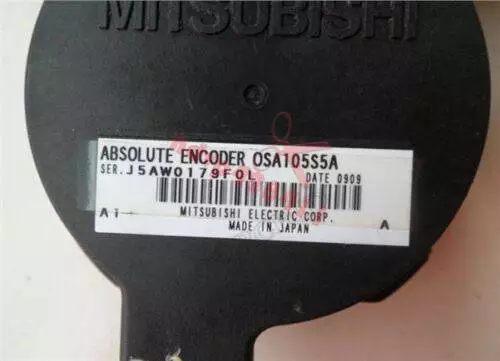 MITSUBISHI
ABSOLUTE ENCODER OSA105S5A
SER.J5AW0179F0L DATE 0909
A1
MITSUBISHI ELECTRIC CORP.
MADE IN JAPAN A